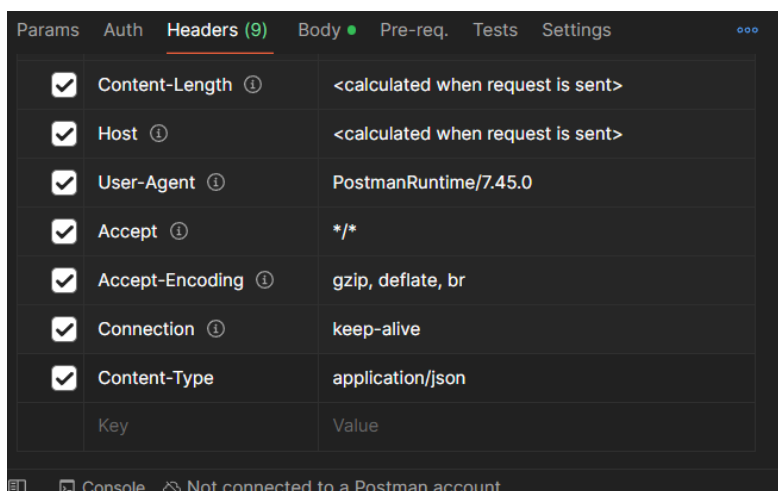 Params Auth Headers (9) Body Pre-req. Tests Settings
Content-Length <calculated when request is sent>
Host <calculated when request is sent>
User-Agent PostmanRuntime/7.45.0
Accept */*
Accept-Encoding gzip, deflate, br
Connection keep-alive
Content-Type application/json
Key Value
Console Not connected to a Postman account